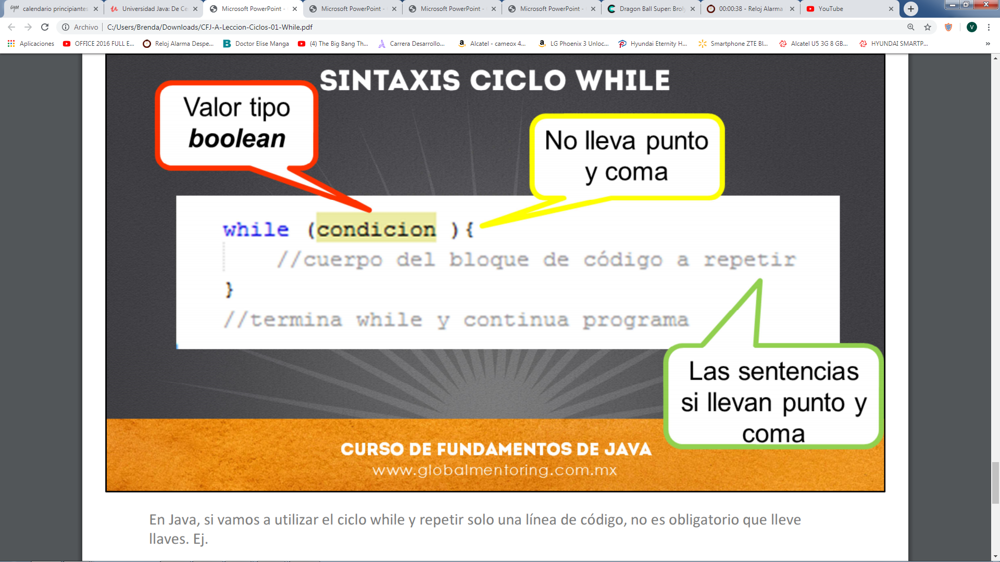 calendario principiantes
Universidad Java: De Ce
Microsoft PowerPoint -
Microsoft PowerPoint -
Microsoft PowerPoint -
Microsoft PowerPoint -
Dragon Ball Super: Broly
00:00:38 - Reloj Alarma
YouTube
Archivo
C:/Users/Brenda/Downloads/CFJ-A-Leccion-Ciclos-01-While.pdf
V
Aplicaciones
OFFICE 2016 FULL E...
Reloj Alarma Despe...
Doctor Elise Manga
(4) The Big Bang Th...
Carrera Desarrollo...
Alcatel - cameox 4...
LG Phoenix 3 Unloc...
Hyundai Eternity H...
Smartphone ZTE Bl...
Alcatel U5 3G 8 GB...
HYUNDAI SMARTP...
»
SINTAXIS CICLO WHILE
Valor tipo
boolean
No lleva punto
y coma
while (condicion ){
//cuerpo del bloque de código a repetir
}
//termina while y continua programa
Las sentencias
si llevan punto y
coma
CURSO DE FUNDAMENTOS DE JAVA
www.globalmentoring.com.mx
En Java, si vamos a utilizar el ciclo while y repetir solo una línea de código, no es obligatorio que lleve
llaves. Ej.